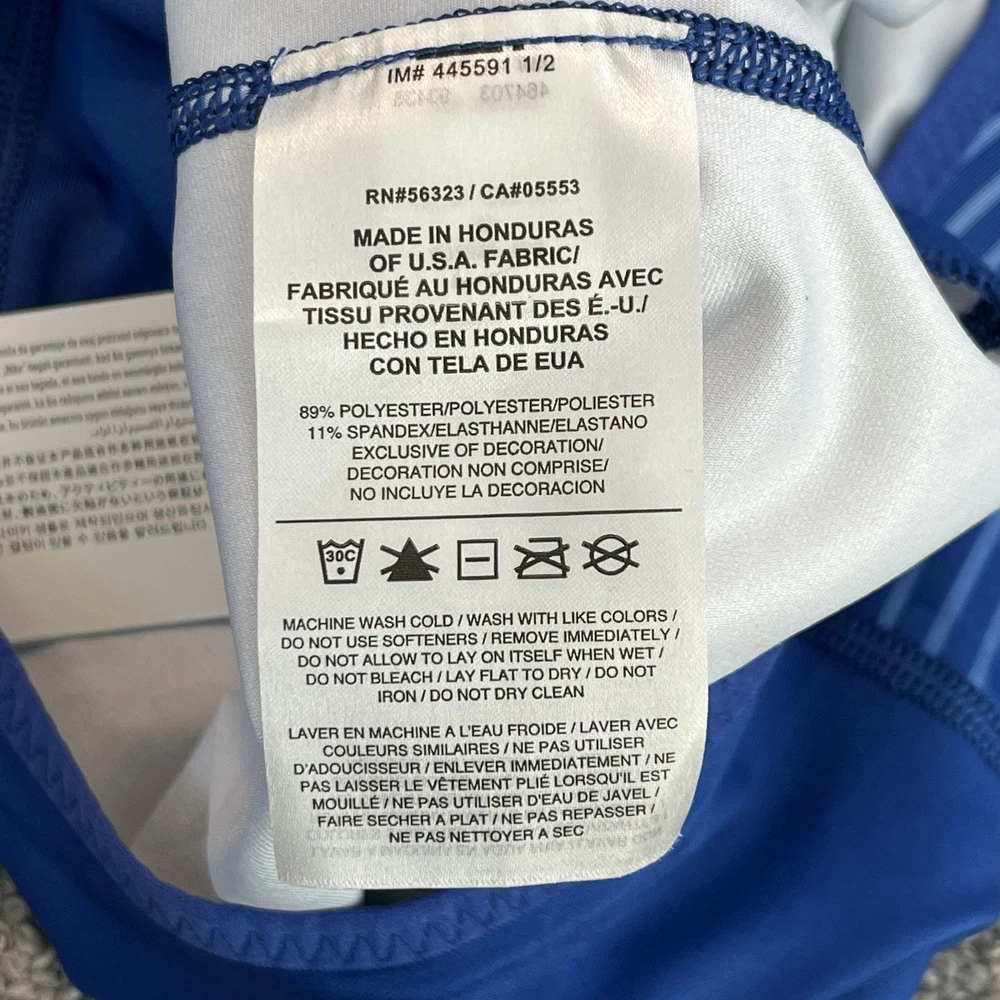 IM# 445591 1/2
RN#56323 / CA#05553
MADE IN HONDURAS
OF U.S.A. FABRIC/
FABRIQUÉ AU HONDURAS AVEC
TISSU PROVENANT DES É.-U./
HECHO EN HONDURAS
CON TELA DE EUA
89% POLYESTER/POLYESTER/POLIESTER
11% SPANDEX/ELASTHANNE/ELASTANO
EXCLUSIVE OF DECORATION/
DECORATION NON COMPRISE/
NO INCLUYE LA DECORACION
30C
MACHINE WASH COLD / WASH WITH LIKE COLORS /
DO NOT USE SOFTENERS / REMOVE IMMEDIATELY /
DO NOT ALLOW TO LAY ON ITSELF WHEN WET /
DO NOT BLEACH / LAY FLAT TO DRY / DO NOT
IRON / DO NOT DRY CLEAN
LAVER EN MACHINE A L'EAU FROIDE / LAVER AVEC
COULEURS SIMILAIRES / NE PAS UTILISER
D'ADOUCISSEUR / ENLEVER IMMEDIATEMENT / NE
PAS LAISSER LE VÊTEMENT PLIÉ LORSQU'IL EST
MOUILLÉ / NE PAS UTILISER D'EAU DE JAVEL /
FAIRE SECHER A PLAT / NE PAS REPASSER /
NE PAS NETTOYER A SEC